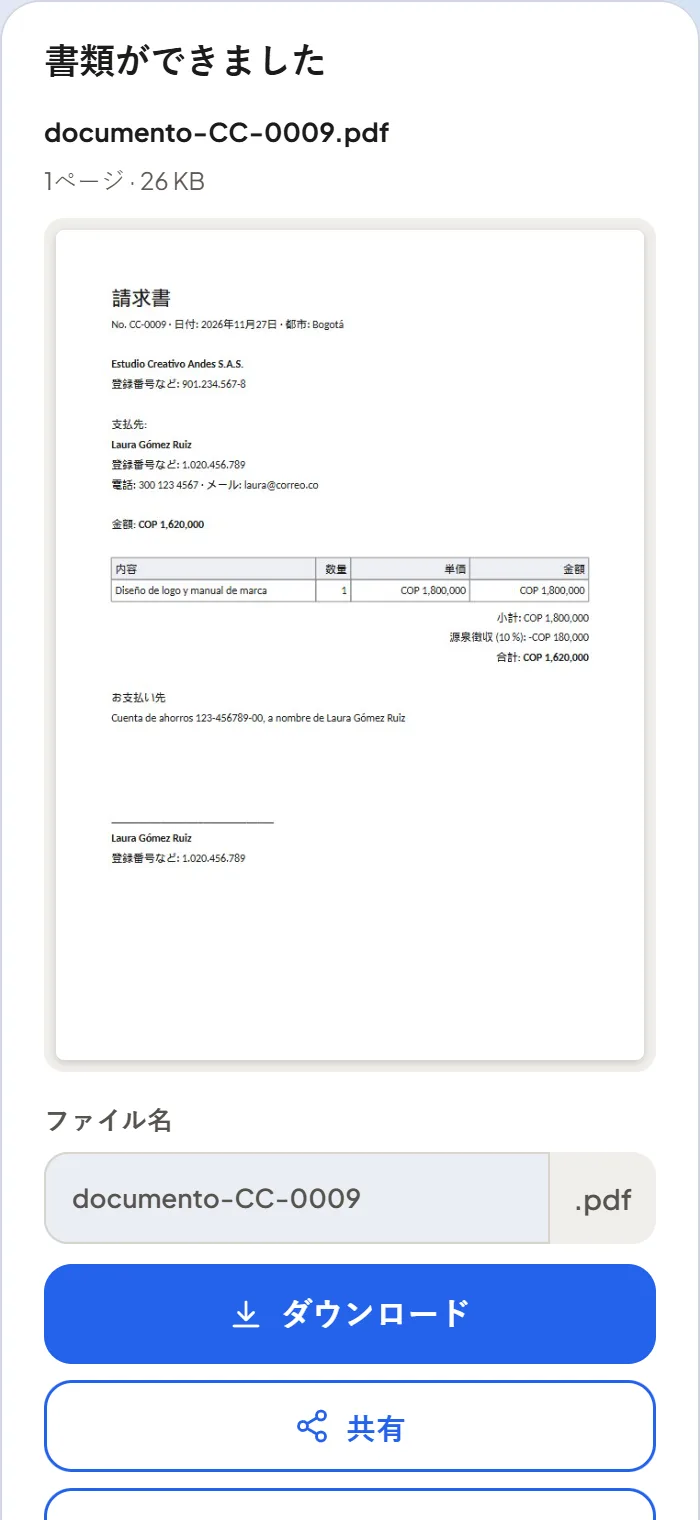 書類ができました
documento-CC-0009.pdf
1ページ · 26 KB
請求書
No. CC-0009 · 日付: 2026年11月27日 · 都市: Bogotá
Estudio Creativo Andes S.A.S.
登録番号など: 901.234.567-8
支払先:
Laura Gómez Ruiz
登録番号など: 1.020.456.789
電話: 300 123 4567 · メール: laura@correo.co
金額: COP 1,620,000
内容 数量 単価 金額
Diseño de logo y manual de marca 1 COP 1,800,000 COP 1,800,000
小計: COP 1,800,000
源泉徴収 (10 %): -COP 180,000
合計: COP 1,620,000
お支払い先
Cuenta de ahorros 123-456789-00, a nombre de Laura Gómez Ruiz
Laura Gómez Ruiz
登録番号など: 1.020.456.789
ファイル名
documento-CC-0009 .pdf
ダウンロード
共有